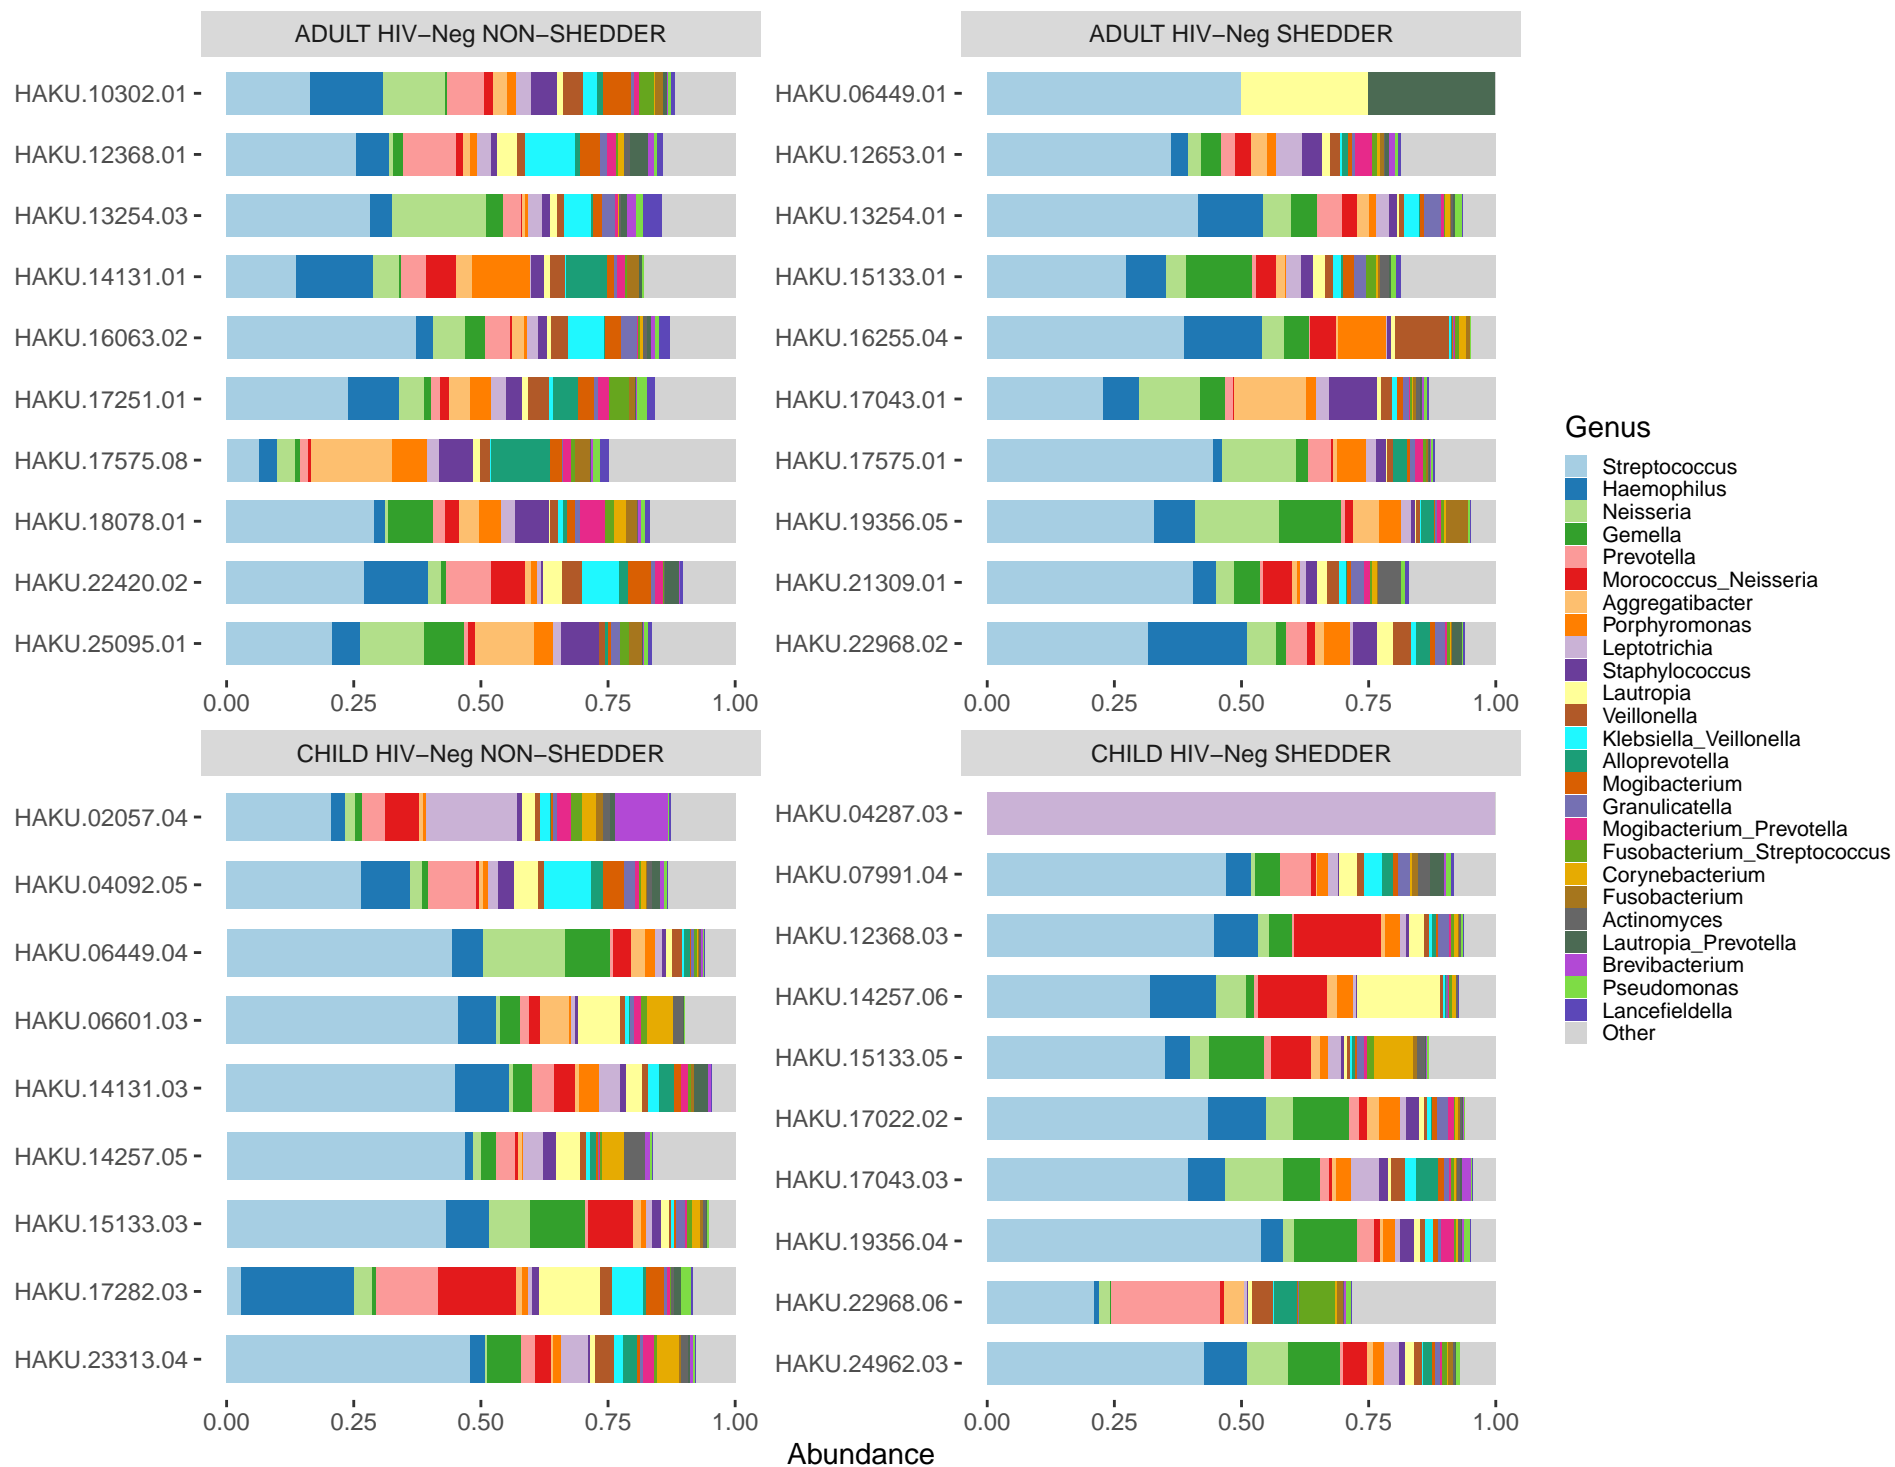 ADULT HIV−Neg NON−SHEDDER
HAKU.10302.01
HAKU.12368.01
HAKU.13254.03
HAKU.14131.01
HAKU.16063.02
HAKU.17251.01
HAKU.17575.08
HAKU.18078.01
HAKU.22420.02
HAKU.25095.01
0.00 0.25 0.50 0.75 1.00
ADULT HIV−Neg SHEDDER
HAKU.06449.01
HAKU.12653.01
HAKU.13254.01
HAKU.15133.01
HAKU.16255.04
HAKU.17043.01
HAKU.17575.01
HAKU.19356.05
HAKU.21309.01
HAKU.22968.02
0.00 0.25 0.50 0.75 1.00
CHILD HIV−Neg NON−SHEDDER
HAKU.02057.04
HAKU.04092.05
HAKU.06449.04
HAKU.06601.03
HAKU.14131.03
HAKU.14257.05
HAKU.15133.03
HAKU.17282.03
HAKU.23313.04
0.00 0.25 0.50 0.75 1.00
CHILD HIV−Neg SHEDDER
HAKU.04287.03
HAKU.07991.04
HAKU.12368.03
HAKU.14257.06
HAKU.15133.05
HAKU.17022.02
HAKU.17043.03
HAKU.19356.04
HAKU.22968.06
HAKU.24962.03
0.00 0.25 0.50 0.75 1.00
Abundance
Genus
Streptococcus
Haemophilus
Neisseria
Gemella
Prevotella
Morococcus_Neisseria
Aggregatibacter
Porphyromonas
Leptotrichia
Staphylococcus
Lautropia
Veillonella
Klebsiella_Veillonella
Alloprevotella
Mogibacterium
Granulicatella
Mogibacterium_Prevotella
Fusobacterium_Streptococcus
Corynebacterium
Fusobacterium
Actinomyces
Lautropia_Prevotella
Brevibacterium
Pseudomonas
Lancefieldella
Other